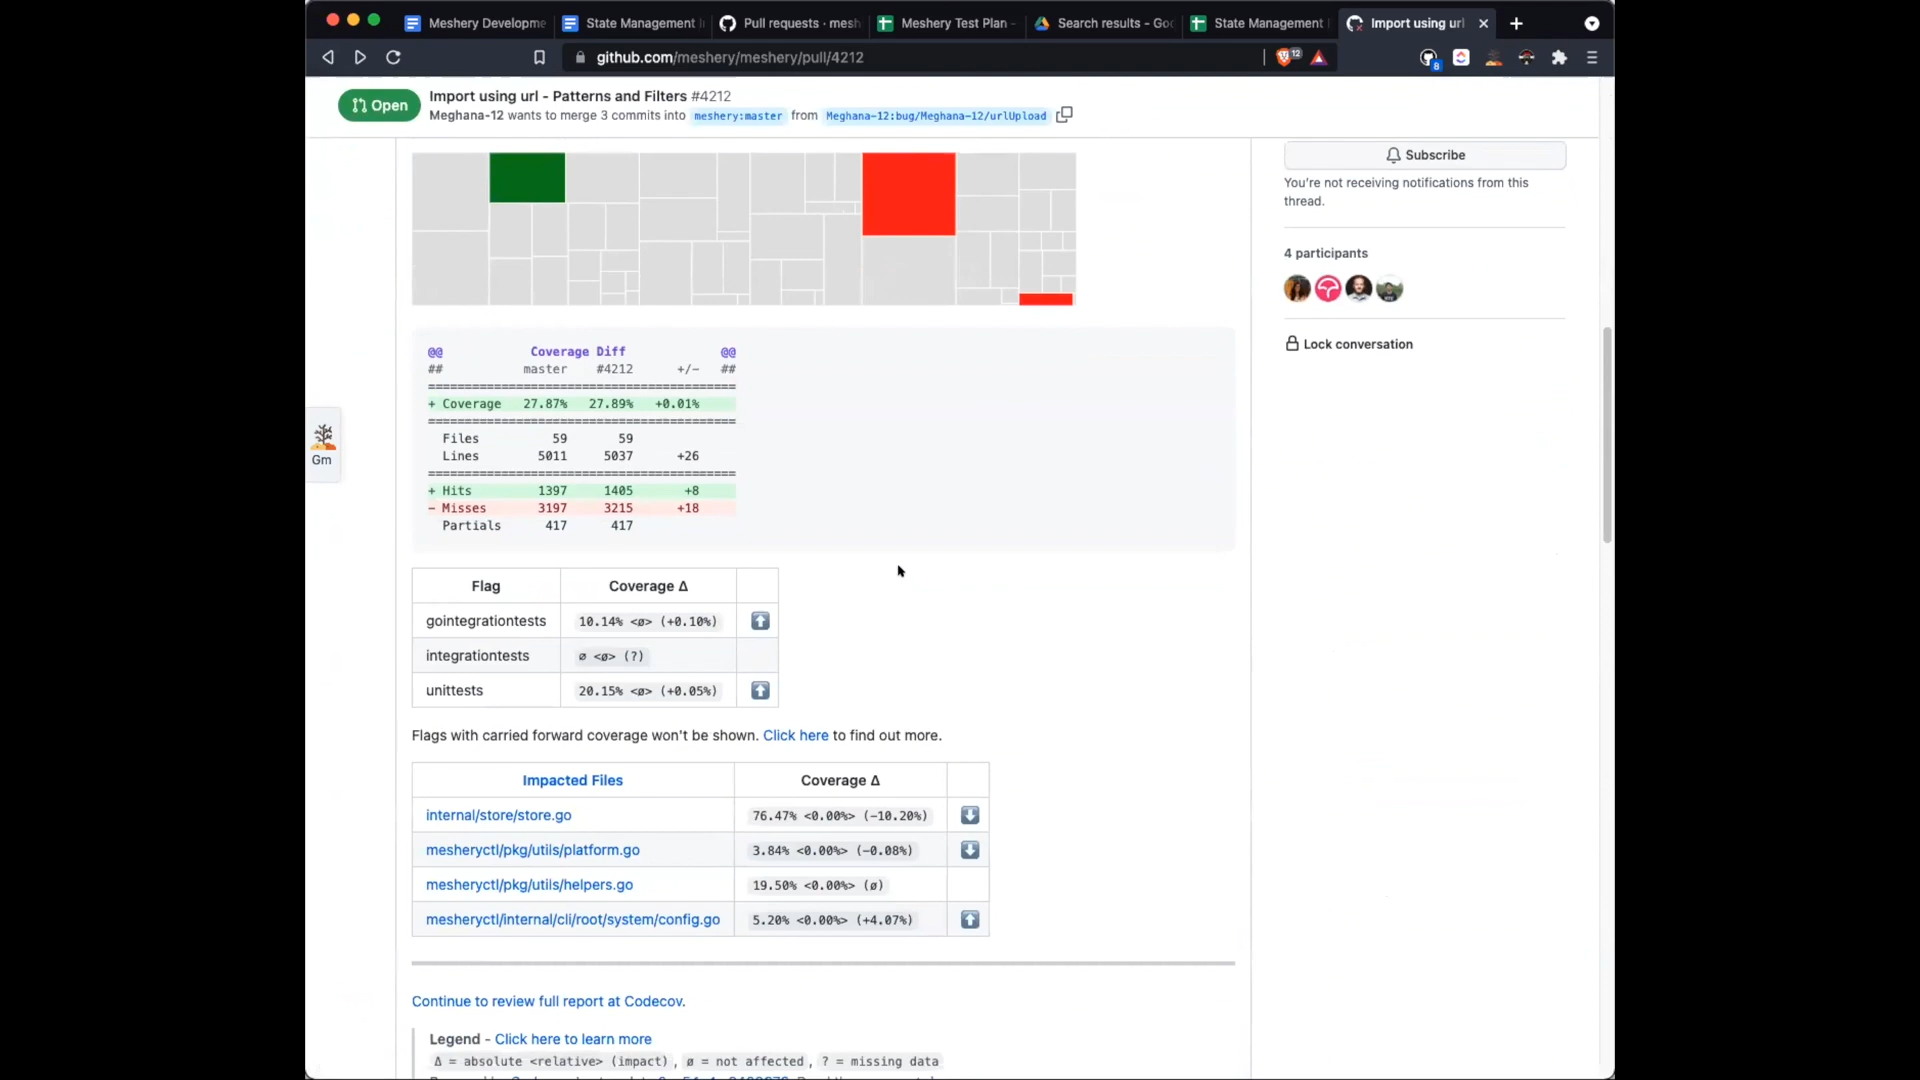 Meshery Developme
State Management I
Pull requests · mesh
Meshery Test Plan -
Search results - Goo
State Management
Import using url
github.com/meshery/meshery/pull/4212
12
8
Open
Import using url - Patterns and Filters #4212
Meghana-12 wants to merge 3 commits into meshery:master from Meghana-12:bug/Meghana-12/urlUpload
Subscribe
You're not receiving notifications from this
thread.
4 participants
Lock conversation
Gm
@@ Coverage Diff @@
## master #4212 +/- ##
==========================================
+ Coverage 27.87% 27.89% +0.01%
==========================================
Files 59 59
Lines 5011 5037 +26
==========================================
+ Hits 1397 1405 +8
- Misses 3197 3215 +18
Partials 417 417
Flag Coverage Δ
gointegrationtests 10.14% <ø> (+0.10%)
integrationtests ø <ø> (?)
unittests 20.15% <ø> (+0.05%)
Flags with carried forward coverage won't be shown. Click here to find out more.
Impacted Files Coverage Δ
internal/store/store.go 76.47% <0.00%> (-10.20%)
mesheryctl/pkg/utils/platform.go 3.84% <0.00%> (-0.08%)
mesheryctl/pkg/utils/helpers.go 19.50% <0.00%> (ø)
mesheryctl/internal/cli/root/system/config.go 5.20% <0.00%> (+4.07%)
Continue to review full report at Codecov.
Legend - Click here to learn more
Δ = absolute <relative> (impact), ø = not affected, ? = missing data